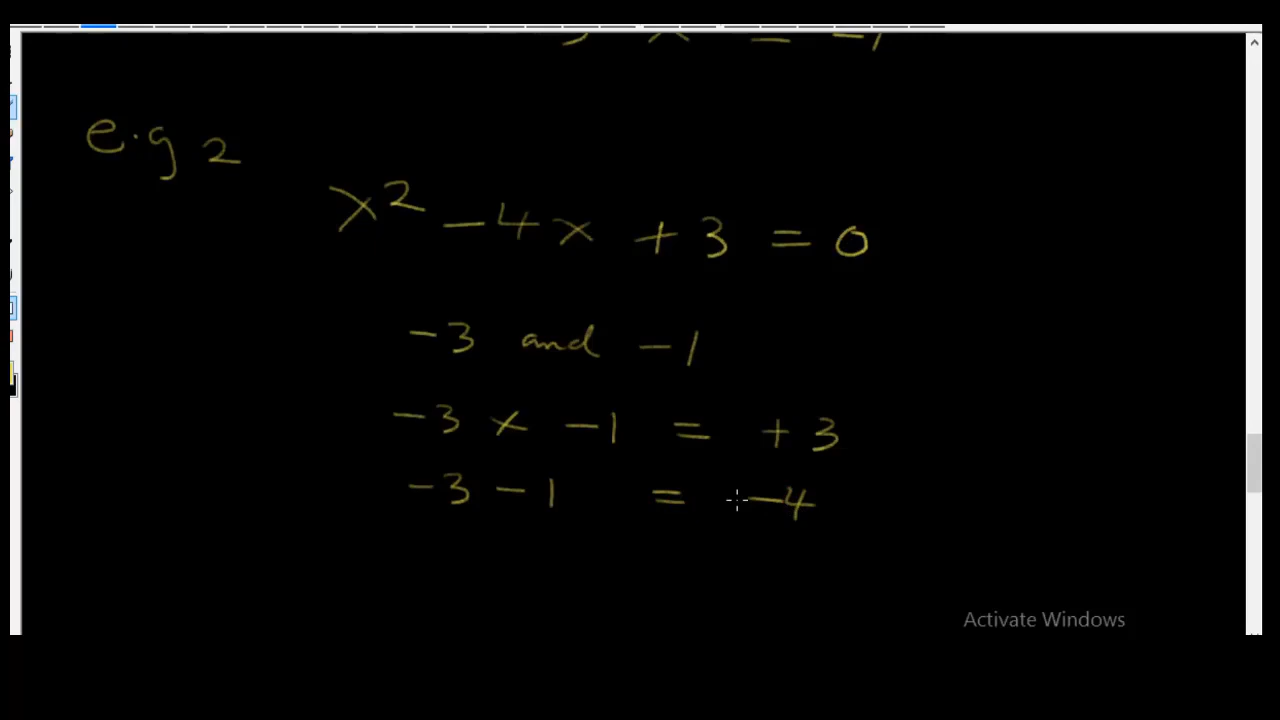 e.g 2
x² - 4x + 3 = 0
-3 and -1
-3 x -1 = +3
-3 - 1 = -4
Activate Windows